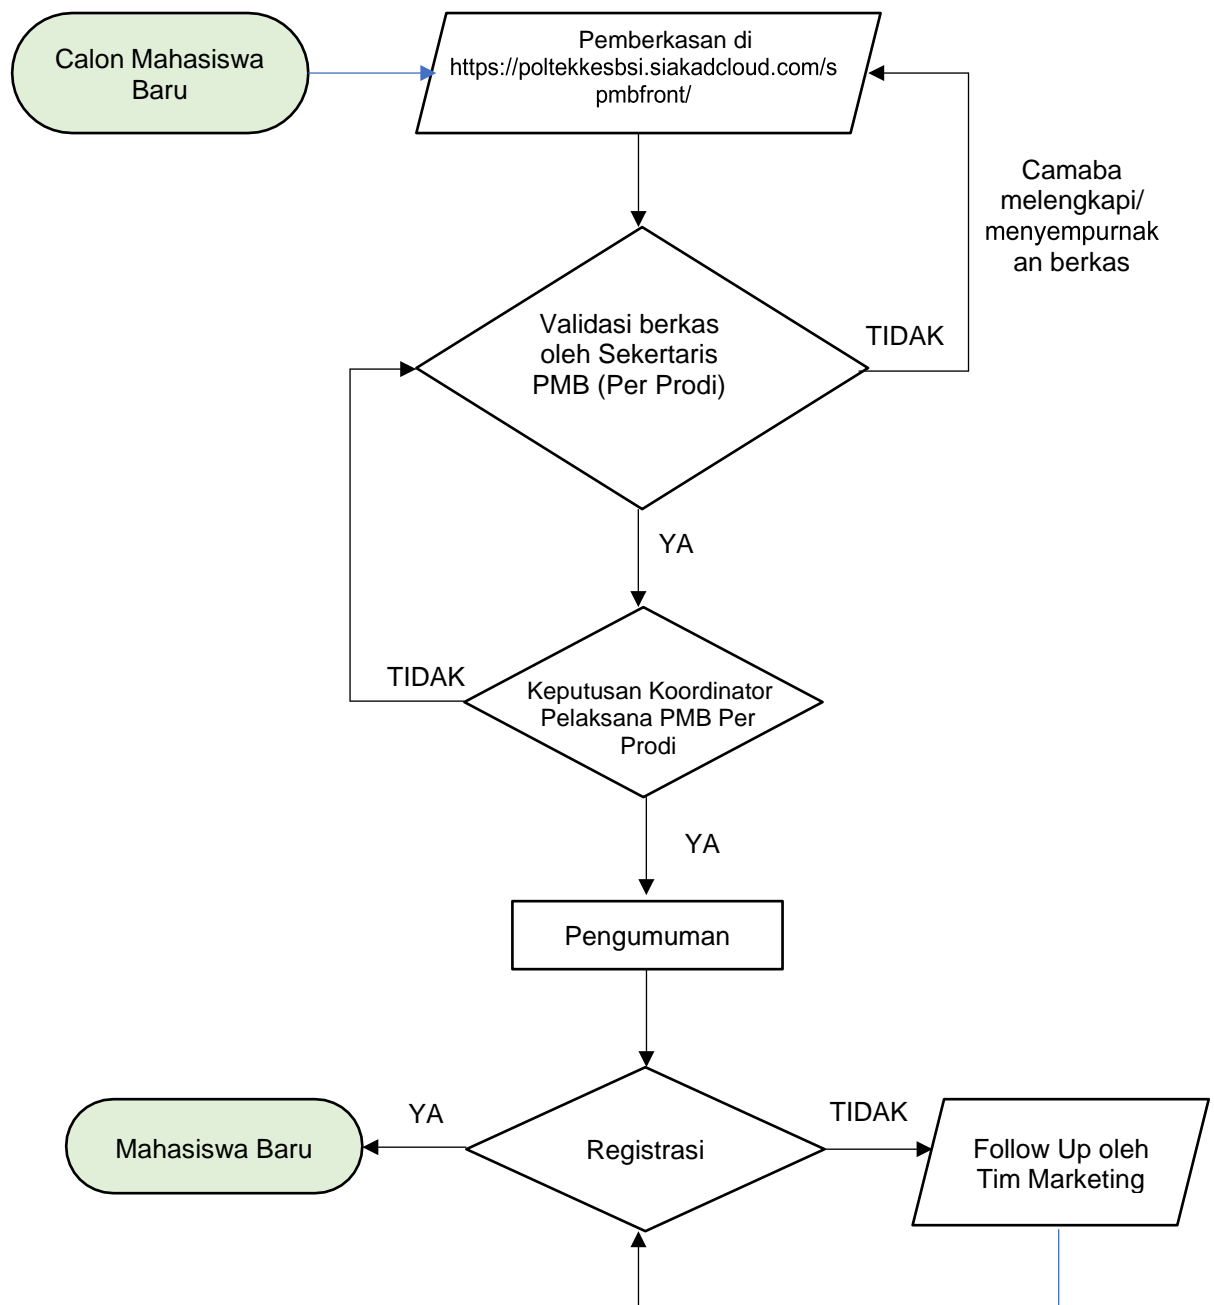 Calon Mahasiswa
Baru
Pemberkasan di
https://poltekkesbsi.siakadcloud.com/s
pmbfront/
Camaba
melengkapi/
menyempurnak
an berkas
Validasi berkas
oleh Sekertaris
PMB (Per Prodi)
TIDAK
YA
TIDAK
Keputusan Koordinator
Pelaksana PMB Per
Prodi
YA
Pengumuman
YA
TIDAK
Mahasiswa Baru
Registrasi
Follow Up oleh
Tim Marketing